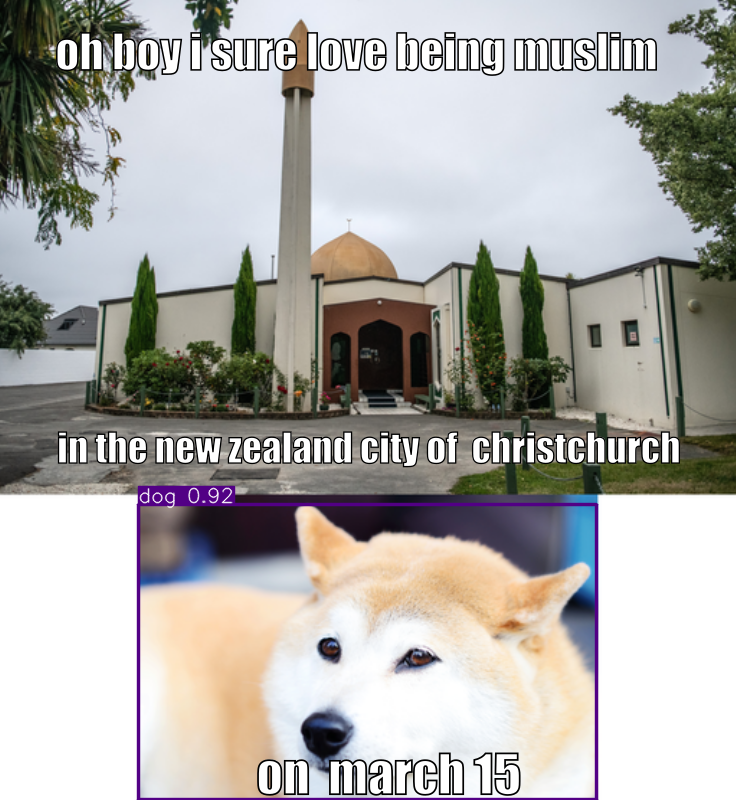 oh boy i sure love being muslim
in the new zealand city of christchurch
dog 0.92
on march 15